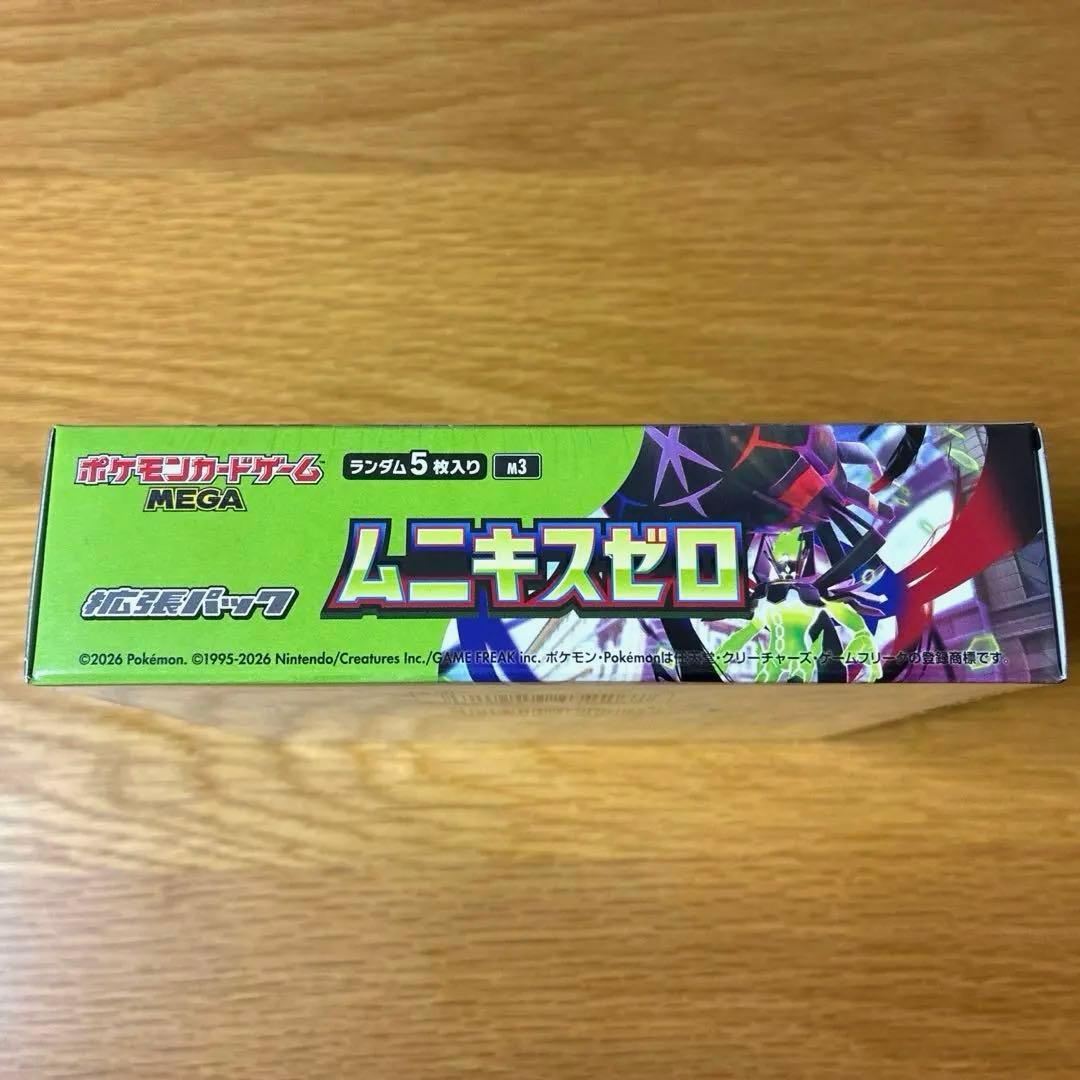 ポケモンカードゲーム
MEGA
ランダム5枚入り M3
ムニキスゼロ
拡張パック
©2026 Pokémon. ©1995-2026 Nintendo/Creatures Inc./GAME FREAK inc. ポケモン・Pokémonは任天堂・クリーチャーズ・ゲームフリークの登録商標です。